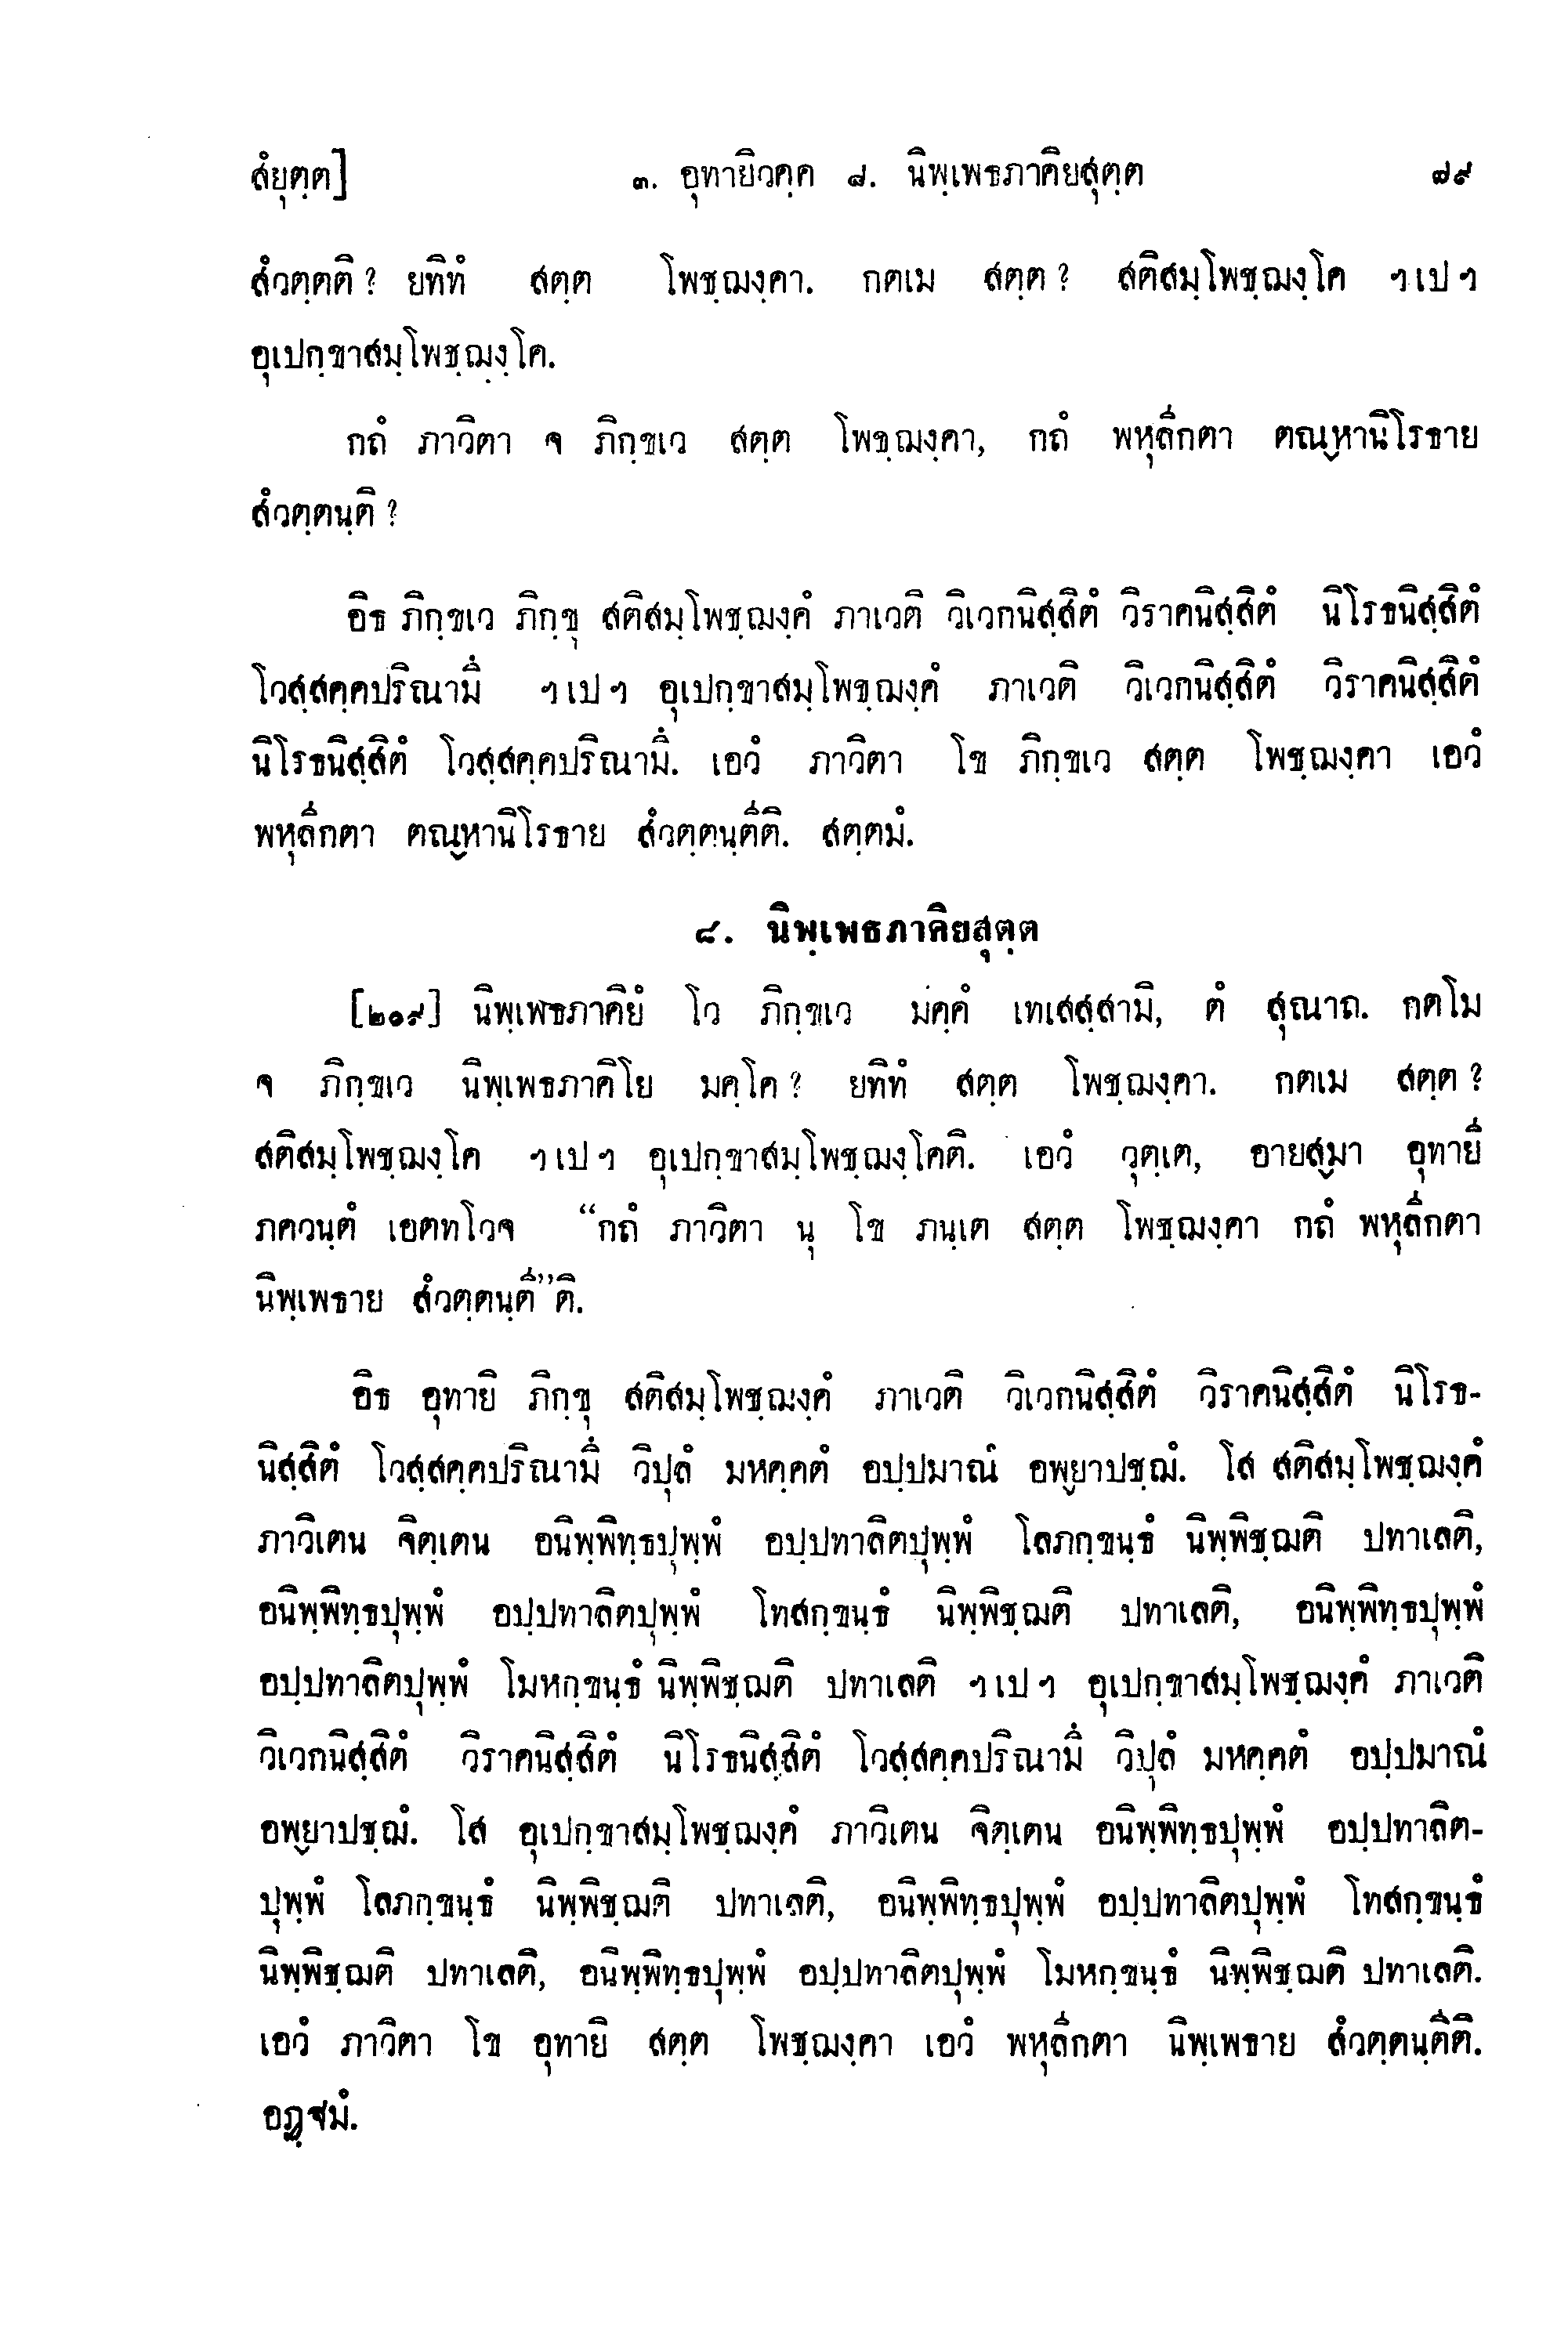 สํยุตฺต] ๓. อุทายิวคฺค ๘. นิพฺเพธภาคิยสุตฺต ๗๙
สํวตฺตติ? ยทิทํ สตฺต โพชฺฌงฺคา. กตเม สตฺต? สติสมฺโพชฺฌงฺโค ฯเปฯ
อุเปกฺขาสมฺโพชฺฌงฺโค.
กถํ ภาวิตา จ ภิกฺขเว สตฺต โพชฺฌงฺคา, กถํ พหุลีกตา ตณฺหานิโรธาย
สํวตฺตนฺติ?
อิธ ภิกฺขเว ภิกฺขุ สติสมฺโพชฺฌงฺคํ ภาเวติ วิเวกนิสฺสิตํ วิราคนิสฺสิตํ นิโรธนิสฺสิตํ
โวสฺสคฺคปริณามึ ฯเปฯ อุเปกฺขาสมฺโพชฺฌงฺคํ ภาเวติ วิเวกนิสฺสิตํ วิราคนิสฺสิตํ
นิโรธนิสฺสิตํ โวสฺสคฺคปริณามึ. เอวํ ภาวิตา โข ภิกฺขเว สตฺต โพชฺฌงฺคา เอวํ
พหุลีกตา ตณฺหานิโรธาย สํวตฺตนฺตีติ. สตฺตมํ.
๘. นิพฺเพธภาคิยสุตฺต
[๒๑๙] นิพฺเพธภาคิยํ โว ภิกฺขเว มคฺคํ เทเสสฺสามิ, ตํ สุณาถ. กตโม
จ ภิกฺขเว นิพฺเพธภาคิโย มคฺโค? ยทิทํ สตฺต โพชฺฌงฺคา. กตเม สตฺต?
สติสมฺโพชฺฌงฺโค ฯเปฯ อุเปกฺขาสมฺโพชฺฌงฺโคติ. เอวํ วุตฺเต, อายสฺมา อุทายี
ภควนฺตํ เอตทโวจ “กถํ ภาวิตา นุ โข ภนฺเต สตฺต โพชฺฌงฺคา กถํ พหุลีกตา
นิพฺเพธาย สํวตฺตนฺตี”ติ.
อิธ อุทายิ ภิกฺขุ สติสมฺโพชฺฌงฺคํ ภาเวติ วิเวกนิสฺสิตํ วิราคนิสฺสิตํ นิโรธ-
นิสฺสิตํ โวสฺสคฺคปริณามึ วิปุลํ มหคฺคตํ อปฺปมาณํ อพฺยาปชฺฌํ. โส สติสมฺโพชฺฌงฺคํ
ภาวิเตน จิตฺเตน อนิพฺพิทฺธปุพฺพํ อปฺปทาลิตปุพฺพํ โลภกฺขนฺธํ นิพฺพิชฺฌติ ปทาเลติ,
อนิพฺพิทฺธปุพฺพํ อปฺปทาลิตปุพฺพํ โทสกฺขนฺธํ นิพฺพิชฺฌติ ปทาเลติ, อนิพฺพิทฺธปุพฺพํ
อปฺปทาลิตปุพฺพํ โมหกฺขนฺธํ นิพฺพิชฺฌติ ปทาเลติ ฯเปฯ อุเปกฺขาสมฺโพชฺฌงฺคํ ภาเวติ
วิเวกนิสฺสิตํ วิราคนิสฺสิตํ นิโรธนิสฺสิตํ โวสฺสคฺคปริณามึ วิปุลํ มหคฺคตํ อปฺปมาณํ
อพฺยาปชฺฌํ. โส อุเปกฺขาสมฺโพชฺฌงฺคํ ภาวิเตน จิตฺเตน อนิพฺพิทฺธปุพฺพํ อปฺปทาลิต-
ปุพฺพํ โลภกฺขนฺธํ นิพฺพิชฺฌติ ปทาเลติ, อนิพฺพิทฺธปุพฺพํ อปฺปทาลิตปุพฺพํ โทสกฺขนฺธํ
นิพฺพิชฺฌติ ปทาเลติ, อนิพฺพิทฺธปุพฺพํ อปฺปทาลิตปุพฺพํ โมหกฺขนฺธํ นิพฺพิชฺฌติ ปทาเลติ.
เอวํ ภาวิตา โข อุทายิ สตฺต โพชฺฌงฺคา เอวํ พหุลีกตา นิพฺเพธาย สํวตฺตนฺตีติ.
อฏฺฐมํ.